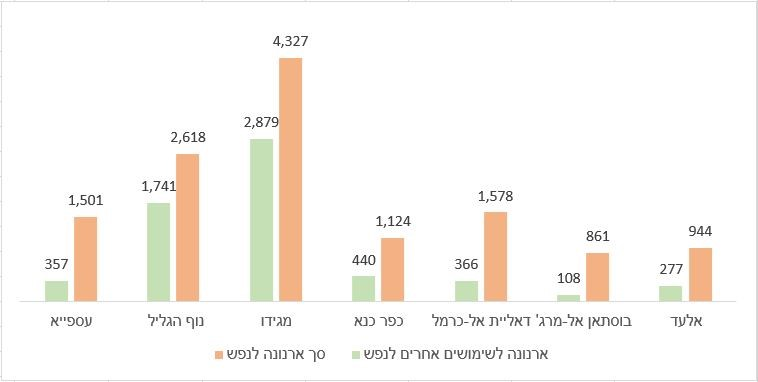 4,327
2,879
2,618
1,741
1,578
1,501
1,124
944
861
440
366
357
277
108
עספייא
נוף הגליל
מגידו
כפר כנא
דאליית אל-כרמל
בוסתאן אל-מרג'
אלעד
סך ארנונה לנפש
ארנונה לשימושים אחרים לנפש